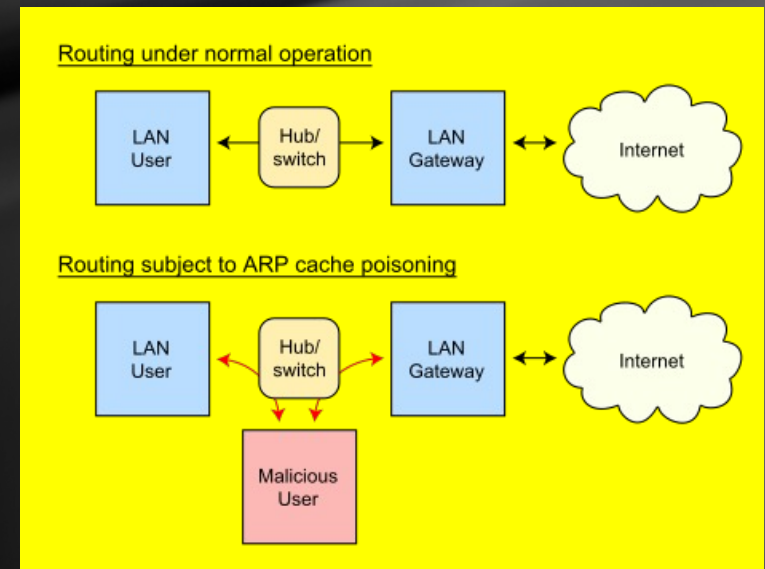 Routing under normal operation
LAN
User
Hub/
switch
LAN
Gateway
Internet
Routing subject to ARP cache poisoning
LAN
User
Hub/
switch
LAN
Gateway
Internet
Malicious
User